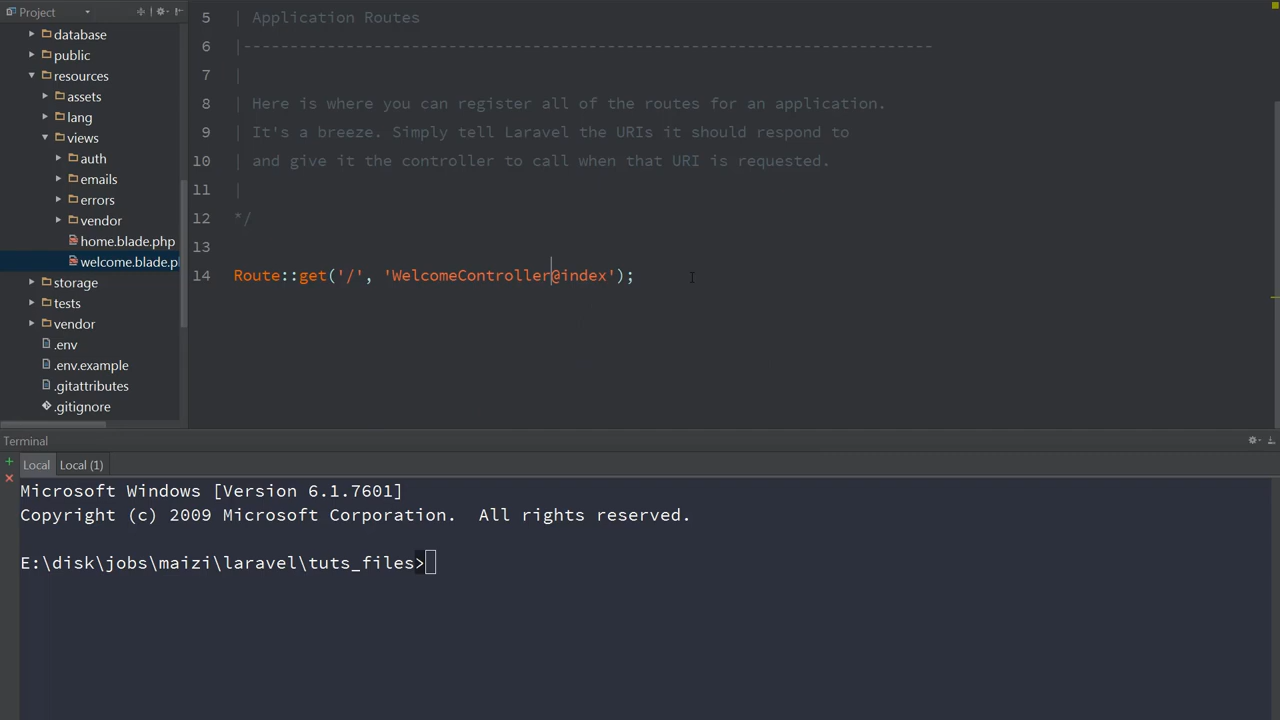 Project
database
public
resources
assets
lang
views
auth
emails
errors
vendor
home.blade.php
welcome.blade.p
storage
tests
vendor
.env
.env.example
.gitattributes
.gitignore
5 | Application Routes
6 |--------------------------------------------------------------------------
7 |
8 | Here is where you can register all of the routes for an application.
9 | It's a breeze. Simply tell Laravel the URIs it should respond to
10 | and give it the controller to call when that URI is requested.
11 |
12 */
13
14 Route::get('/', 'WelcomeController@index');
Terminal
Local Local (1)
Microsoft Windows [Version 6.1.7601]
Copyright (c) 2009 Microsoft Corporation.  All rights reserved.
E:\disk\jobs\maizi\laravel\tuts_files>